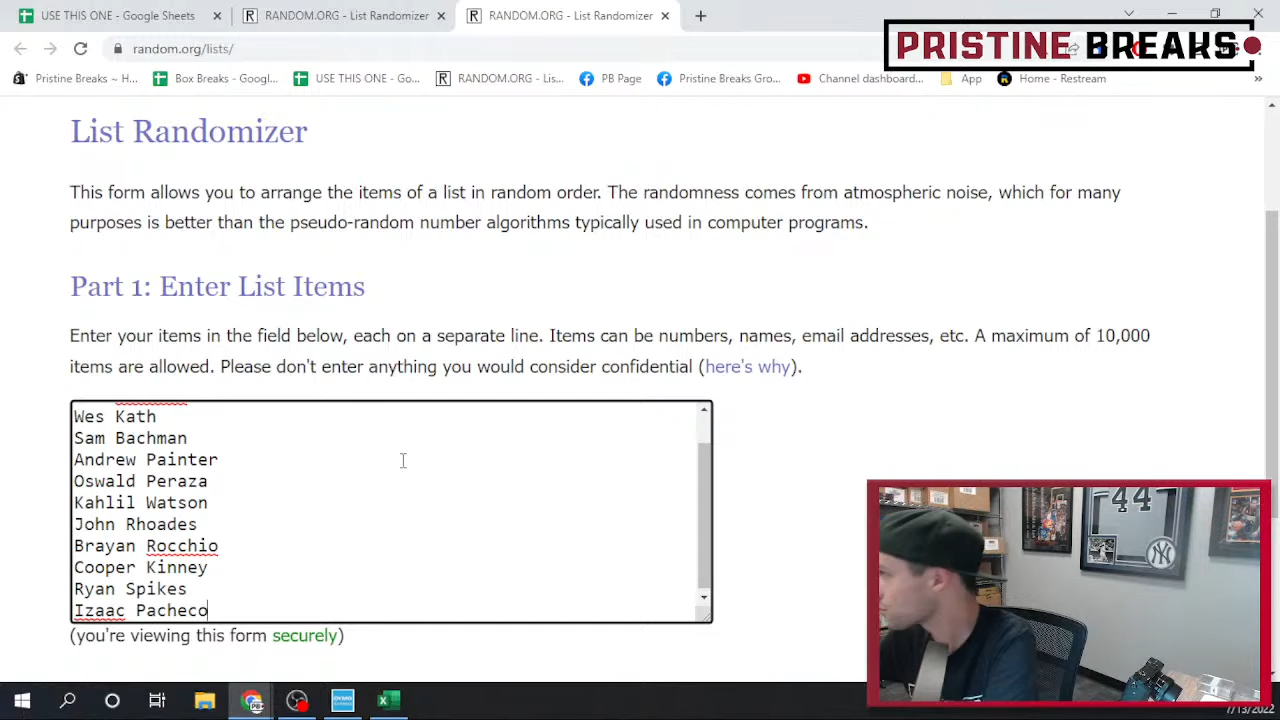 USE THIS ONE - Google Sheets
RANDOM.ORG - List Randomizer
RANDOM.ORG - List Randomizer
random.org/lists/
PRISTINE BREAKS
Pristine Breaks ~ H...
Box Breaks - Googl...
USE THIS ONE - Go...
RANDOM.ORG - Lis...
PB Page
Pristine Breaks Gro...
Channel dashboard...
App
Home - Restream
List Randomizer
This form allows you to arrange the items of a list in random order. The randomness comes from atmospheric noise, which for many
purposes is better than the pseudo-random number algorithms typically used in computer programs.
Part 1: Enter List Items
Enter your items in the field below, each on a separate line. Items can be numbers, names, email addresses, etc. A maximum of 10,000
items are allowed. Please don't enter anything you would consider confidential (here's why).
Wes Kath
Sam Bachman
Andrew Painter
Oswald Peraza
Kahlil Watson
John Rhoades
Brayan Rocchio
Cooper Kinney
Ryan Spikes
Izaac Pacheco
(you're viewing this form securely)
44
DYMO
7/13/2022